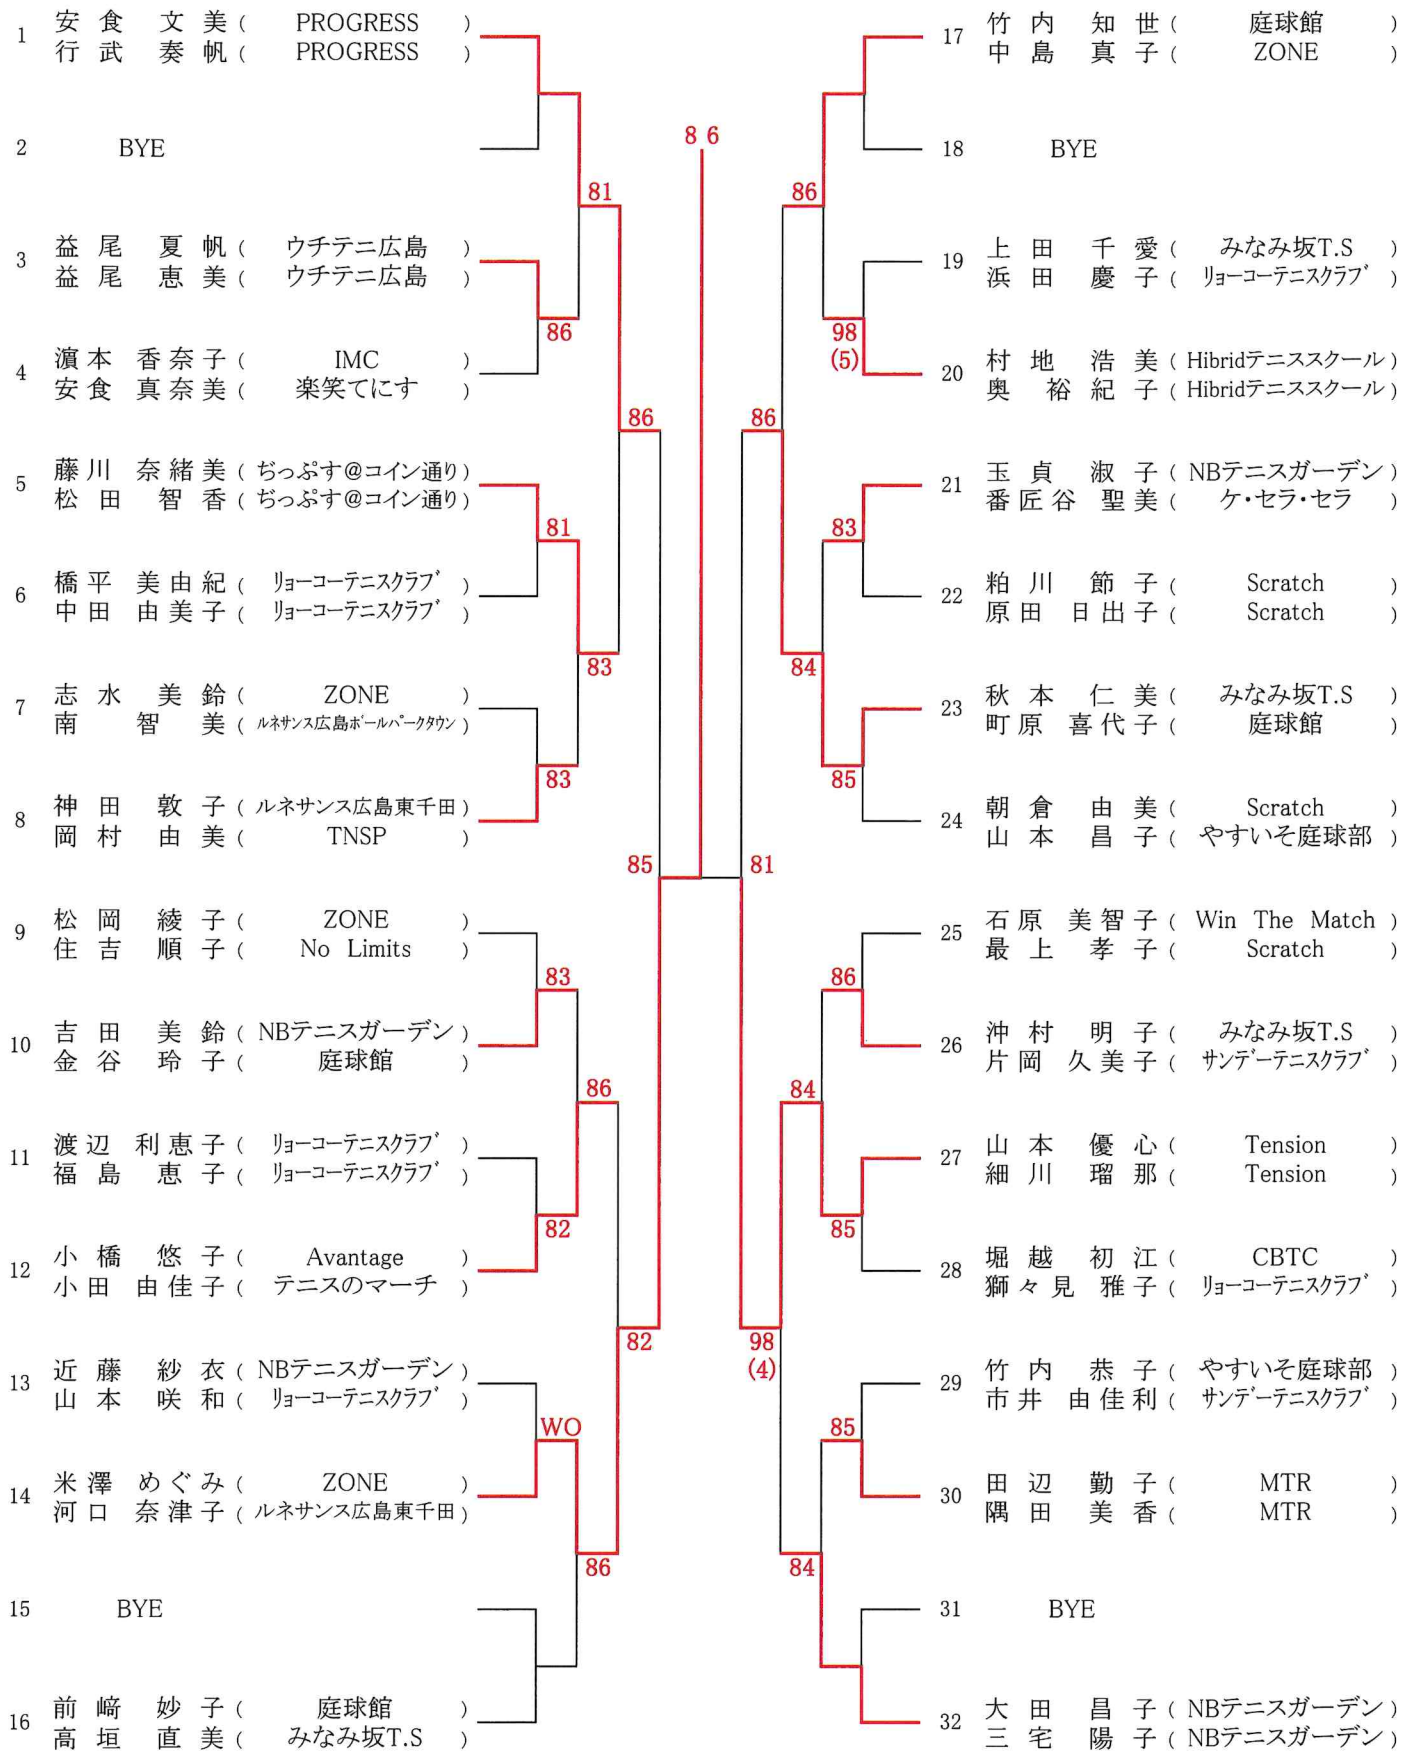 1 安食 文美 ( PROGRESS )
行武 奏帆 ( PROGRESS )
2 BYE
81
3 益尾 夏帆 ( ウチテニ広島 )
益尾 恵美 ( ウチテニ広島 )
86
4 濵本 香奈子 ( IMC )
安食 真奈美 ( 楽笑てにす )
86
5 藤川 奈緒美 ( ぢっぷす@コイン通り )
松田 智香 ( ぢっぷす@コイン通り )
81
6 橋平 美由紀 ( リョーコーテニスクラブ )
中田 由美子 ( リョーコーテニスクラブ )
83
7 志水 美鈴 ( ZONE )
南 智美 ( ルネサンス広島ボールパークタウン )
83
8 神田 敦子 ( ルネサンス広島東千田 )
岡村 由美 ( TNSP )
85
9 松岡 綾子 ( ZONE )
住吉 順子 ( No Limits )
83
10 吉田 美鈴 ( NBテニスガーデン )
金谷 玲子 ( 庭球館 )
86
11 渡辺 利恵子 ( リョーコーテニスクラブ )
福島 恵子 ( リョーコーテニスクラブ )
82
12 小橋 悠子 ( Avantage )
小田 由佳子 ( テニスのマーチ )
82
13 近藤 紗衣 ( NBテニスガーデン )
山本 咲和 ( リョーコーテニスクラブ )
WO
14 米澤 めぐみ ( ZONE )
河口 奈津子 ( ルネサンス広島東千田 )
86
15 BYE
16 前﨑 妙子 ( 庭球館 )
高垣 直美 ( みなみ坂T.S )
8 6
17 竹内 知世 ( 庭球館 )
中島 真子 ( ZONE )
18 BYE
86
19 上田 千愛 ( みなみ坂T.S )
浜田 慶子 ( リョーコーテニスクラブ )
98
(5)
20 村地 浩美 ( Hibridテニススクール )
奥 裕紀子 ( Hibridテニススクール )
86
21 玉貞 淑子 ( NBテニスガーデン )
番匠谷 聖美 ( ケ・セラ・セラ )
83
22 粕川 節子 ( Scratch )
原田 日出子 ( Scratch )
84
23 秋本 仁美 ( みなみ坂T.S )
町原 喜代子 ( 庭球館 )
85
24 朝倉 由美 ( Scratch )
山本 昌子 ( やすいそ庭球部 )
81
25 石原 美智子 ( Win The Match )
最上 孝子 ( Scratch )
86
26 沖村 明子 ( みなみ坂T.S )
片岡 久美子 ( サンデーテニスクラブ )
84
27 山本 優心 ( Tension )
細川 瑠那 ( Tension )
85
28 堀越 初江 ( CBTC )
獅々見 雅子 ( リョーコーテニスクラブ )
98
(4)
29 竹内 恭子 ( やすいそ庭球部 )
市井 由佳利 ( サンデーテニスクラブ )
85
30 田辺 勤子 ( MTR )
隅田 美香 ( MTR )
84
31 BYE
32 大田 昌子 ( NBテニスガーデン )
三宅 陽子 ( NBテニスガーデン )